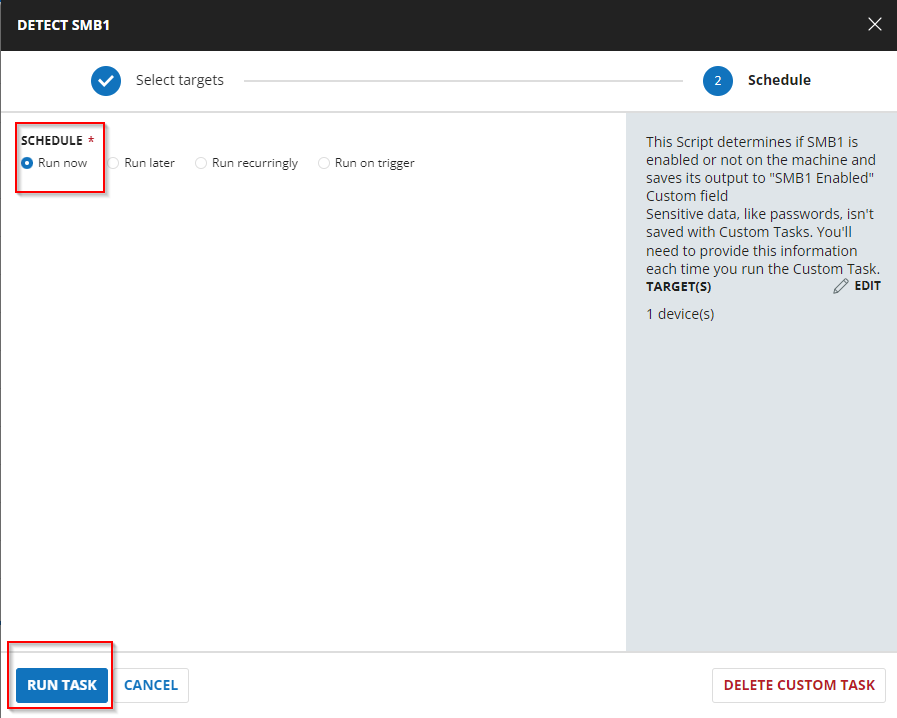 DETECT SMB1
Select targets
2
Schedule
SCHEDULE *
Run now
Run later
Run recurringly
Run on trigger
This Script determines if SMB1 is
enabled or not on the machine and
saves its output to "SMB1 Enabled"
Custom field
Sensitive data, like passwords, isn't
saved with Custom Tasks. You'll
need to provide this information
each time you run the Custom Task.
TARGET(S)
EDIT
1 device(s)
RUN TASK
CANCEL
DELETE CUSTOM TASK